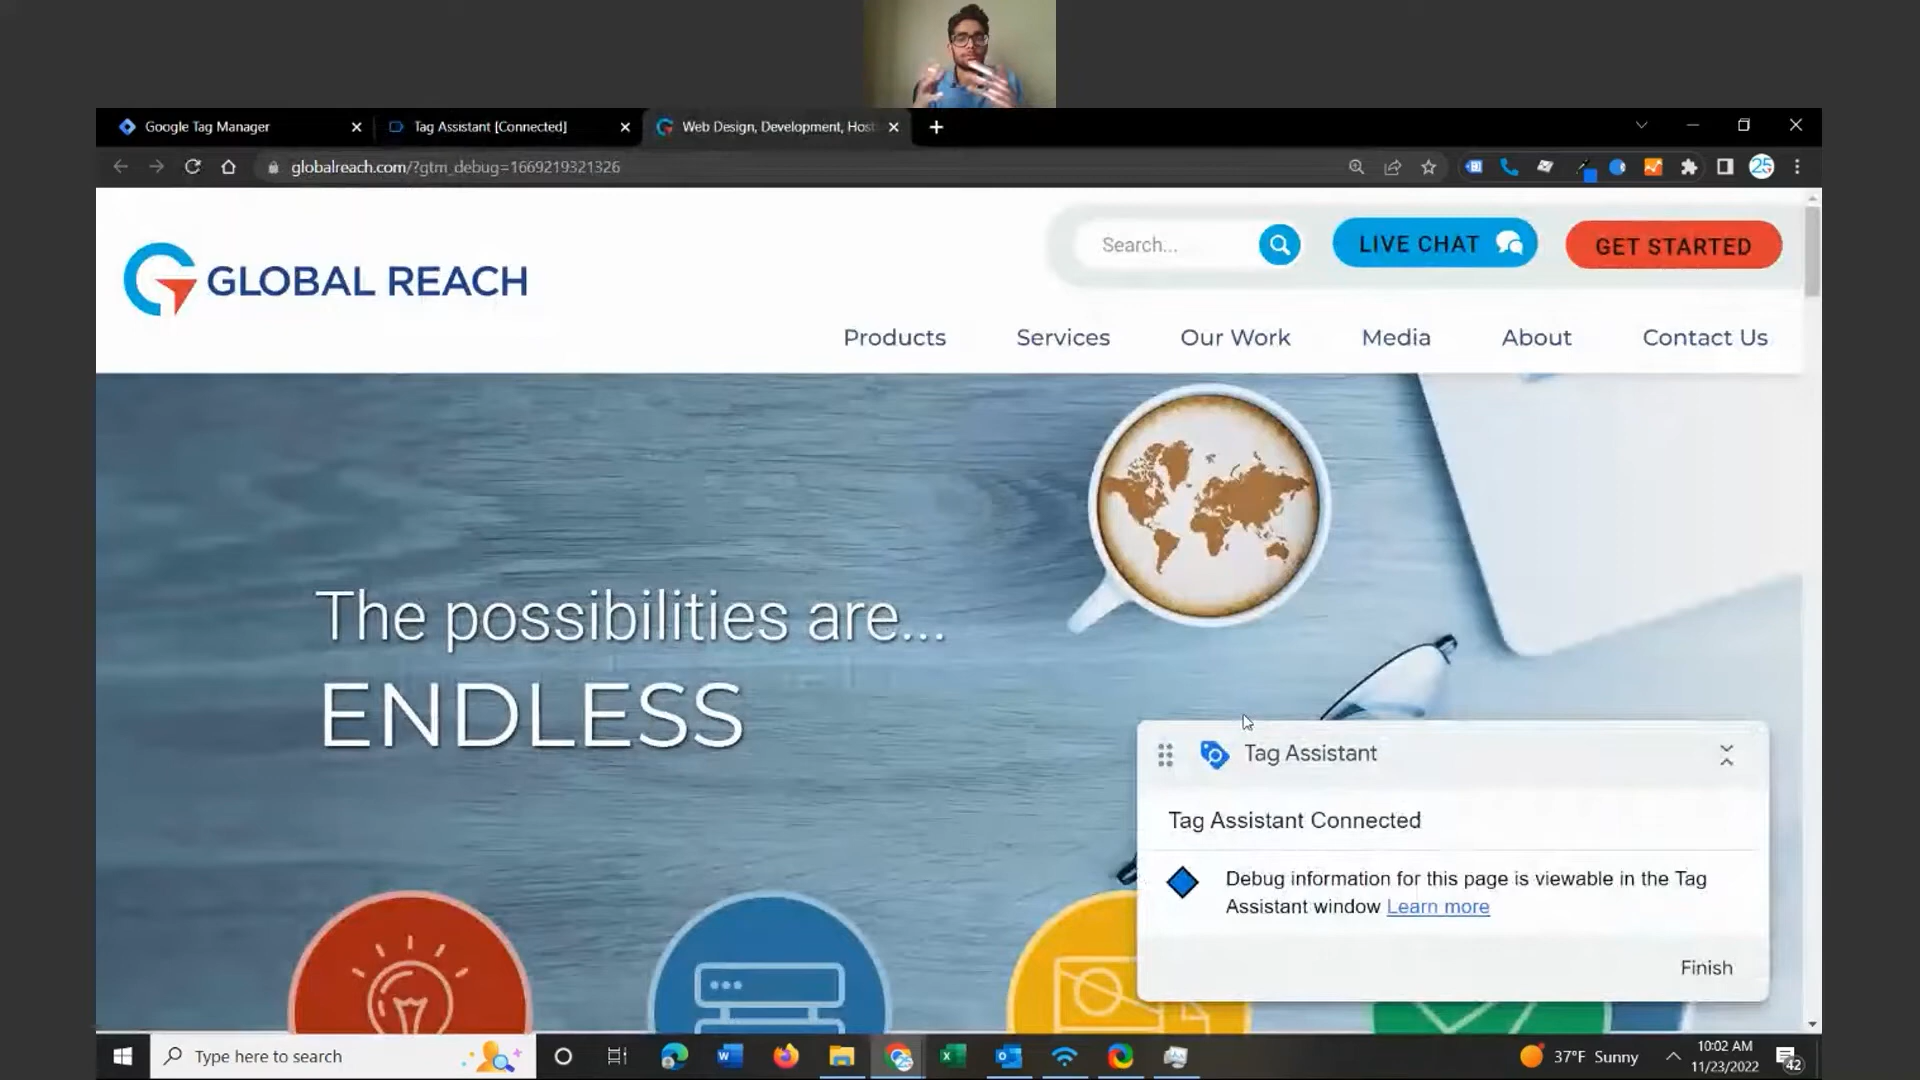 Google Tag Manager
Tag Assistant [Connected]
Web Design, Development, Host
globalreach.com/?gtm_debug=1669219321326
25
Search...
LIVE CHAT
GET STARTED
GLOBAL REACH
Products
Services
Our Work
Media
About
Contact Us
The possibilities are...
ENDLESS
Tag Assistant
Tag Assistant Connected
Debug information for this page is viewable in the Tag
Assistant window Learn more
Finish
Type here to search
37°F Sunny
10:02 AM
11/23/2022
42